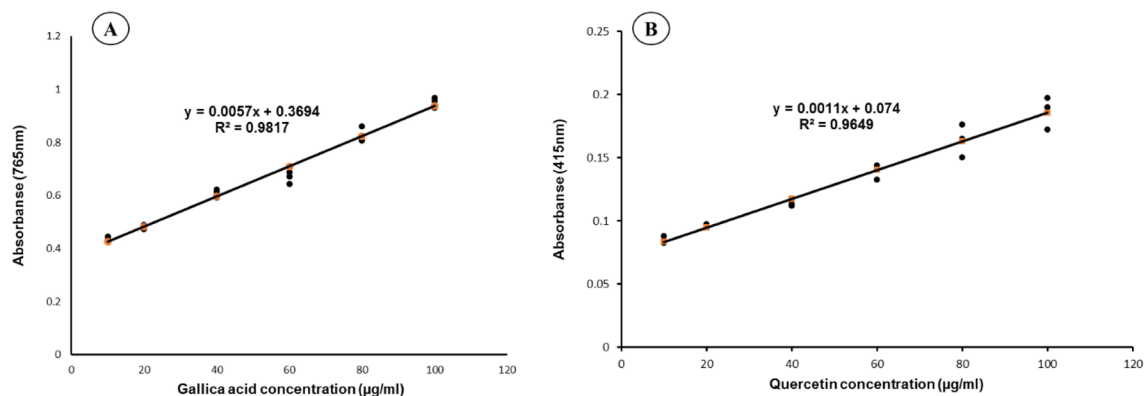 A
1.2
1
0.8
0.6
0.4
0.2
0
0
20
40
60
80
100
120
y = 0.0057x + 0.3694
R² = 0.9817
Absorbanse (765nm)
Gallica acid concentration (µg/ml)
B
0.25
0.2
0.15
0.1
0.05
0
0
20
40
60
80
100
120
y = 0.0011x + 0.074
R² = 0.9649
Absorbanse (415nm)
Quercetin concentration (µg/ml)